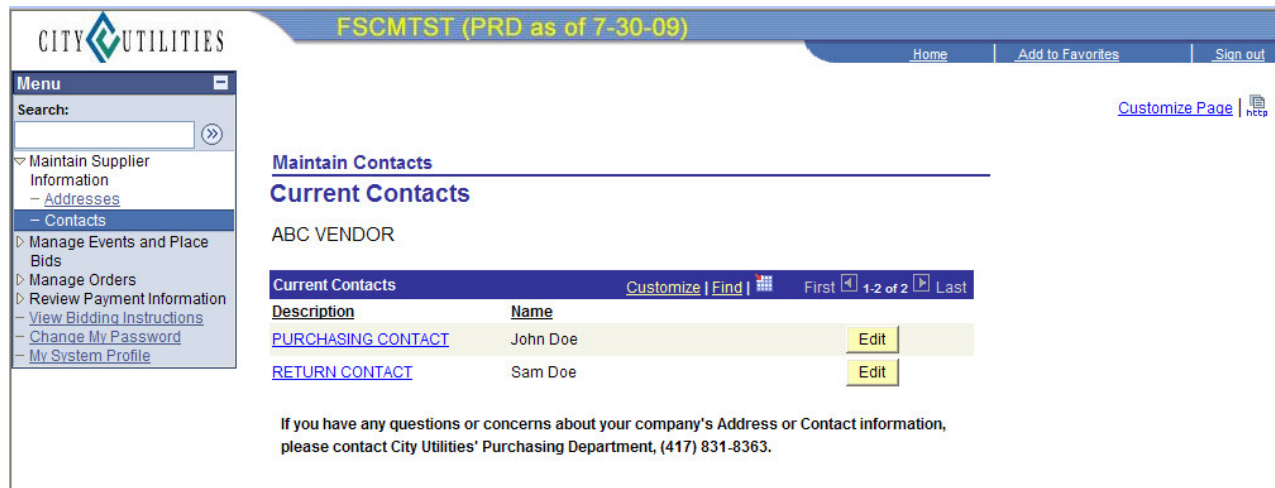 CITY UTILITIES
FSCMTST (PRD as of 7-30-09)
Home | Add to Favorites | Sign out
Menu
Customize Page | http
Search:
Maintain Supplier
Information
– Addresses
– Contacts
Manage Events and Place
Bids
Manage Orders
Review Payment Information
– View Bidding Instructions
– Change My Password
– My System Profile
Maintain Contacts
Current Contacts
ABC VENDOR
Current Contacts Customize | Find | First 1-2 of 2 Last
Description Name
PURCHASING CONTACT John Doe Edit
RETURN CONTACT Sam Doe Edit
If you have any questions or concerns about your company's Address or Contact information,
please contact City Utilities' Purchasing Department, (417) 831-8363.